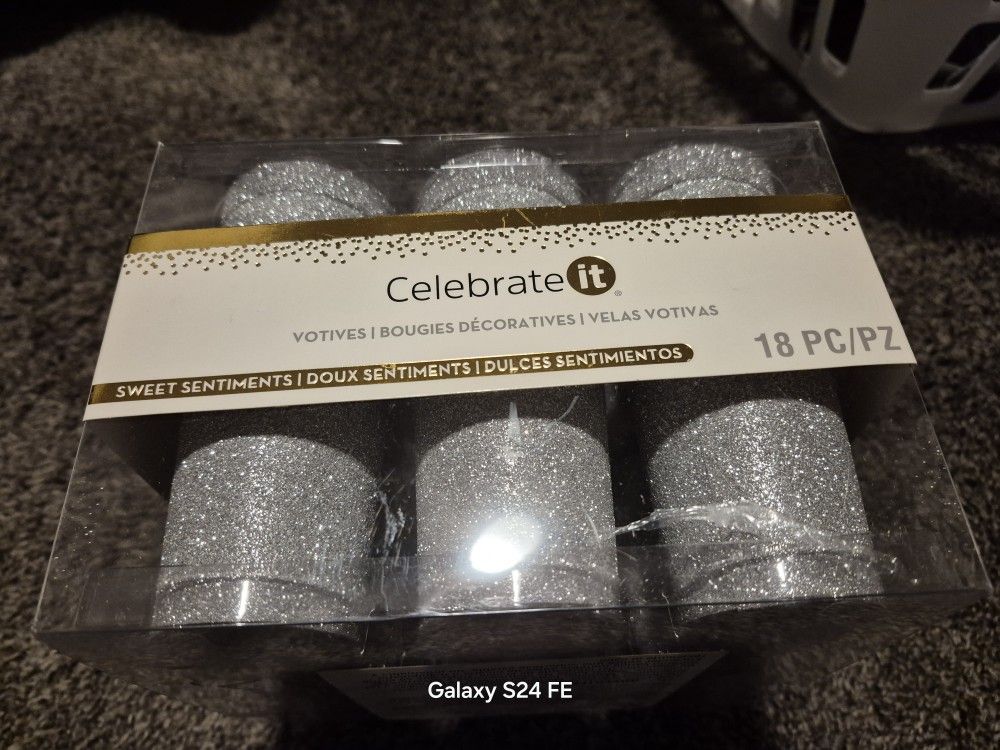 Celebrate it®
VOTIVES | BOUGIES DÉCORATIVES | VELAS VOTIVAS
18 PC/PZ
SWEET SENTIMENTS | DOUX SENTIMENTS | DULCES SENTIMIENTOS
Galaxy S24 FE